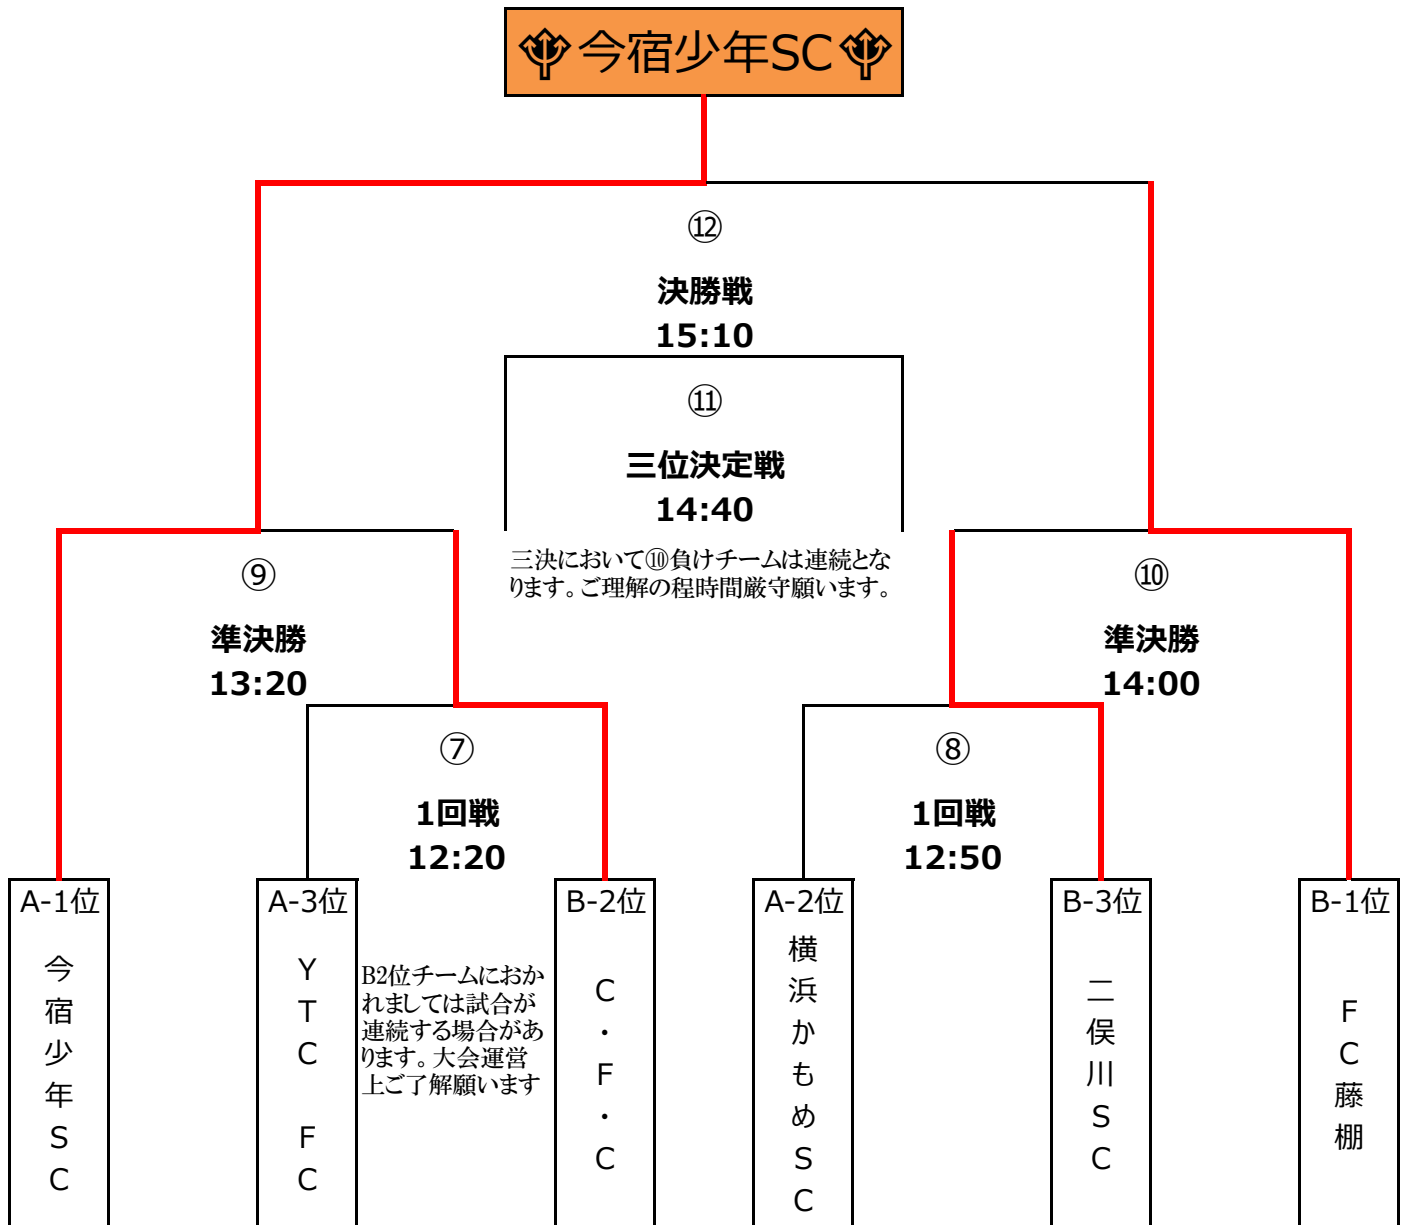 今宿少年SC
⑫
決勝戦
15:10
⑪
三位決定戦
14:40
三決において⑩負けチームは連続とな
ります。ご理解の程時間厳守願います。
⑨
準決勝
13:20
⑩
準決勝
14:00
⑦
1回戦
12:20
⑧
1回戦
12:50
A-1位
今宿少年SC
A-3位
YTC FC
B2位チームにおか
れましては試合が
連続する場合があ
ります。大会運営
上ご了解願います
B-2位
C・F・C
A-2位
横浜かもめSC
B-3位
二俣川SC
B-1位
FC藤棚